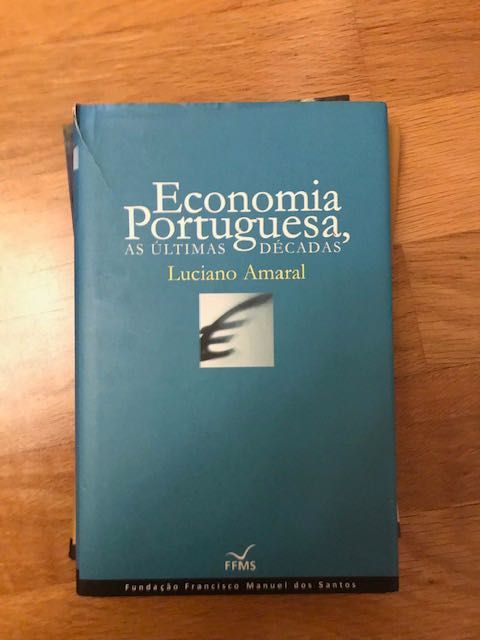 Economia
Portuguesa,
AS ÚLTIMAS DÉCADAS
Luciano Amaral
FFMS
Fundação Francisco Manuel dos Santos